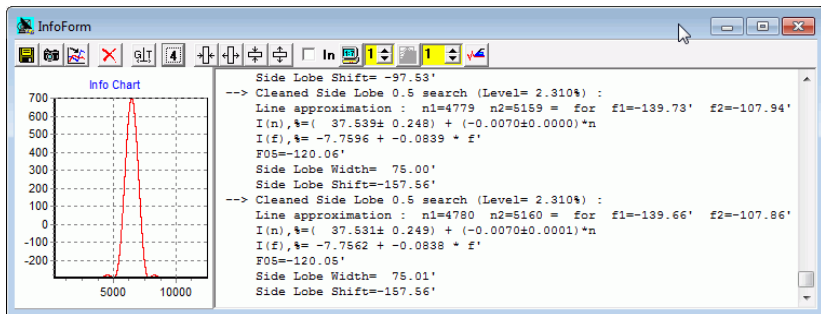 InfoForm
G|T 4 In 1 1
Info Chart
700
600
500
400
300
200
100
0
-100
-200
5000 10000
Side Lobe Shift= -97.53'
--> Cleaned Side Lobe 0.5 search (Level= 2.310%) :
Line approximation : n1=4779 n2=5159 = for f1=-139.73' f2=-107.94'
I(n),%=( 37.539± 0.248) + (-0.0070±0.0000)*n
I(f),%= -7.7596 + -0.0839 * f'
F05=-120.06'
Side Lobe Width= 75.00'
Side Lobe Shift=-157.56'
--> Cleaned Side Lobe 0.5 search (Level= 2.310%) :
Line approximation : n1=4780 n2=5160 = for f1=-139.66' f2=-107.86'
I(n),%=( 37.531± 0.249) + (-0.0070±0.0001)*n
I(f),%= -7.7562 + -0.0838 * f'
F05=-120.05'
Side Lobe Width= 75.01'
Side Lobe Shift=-157.56'